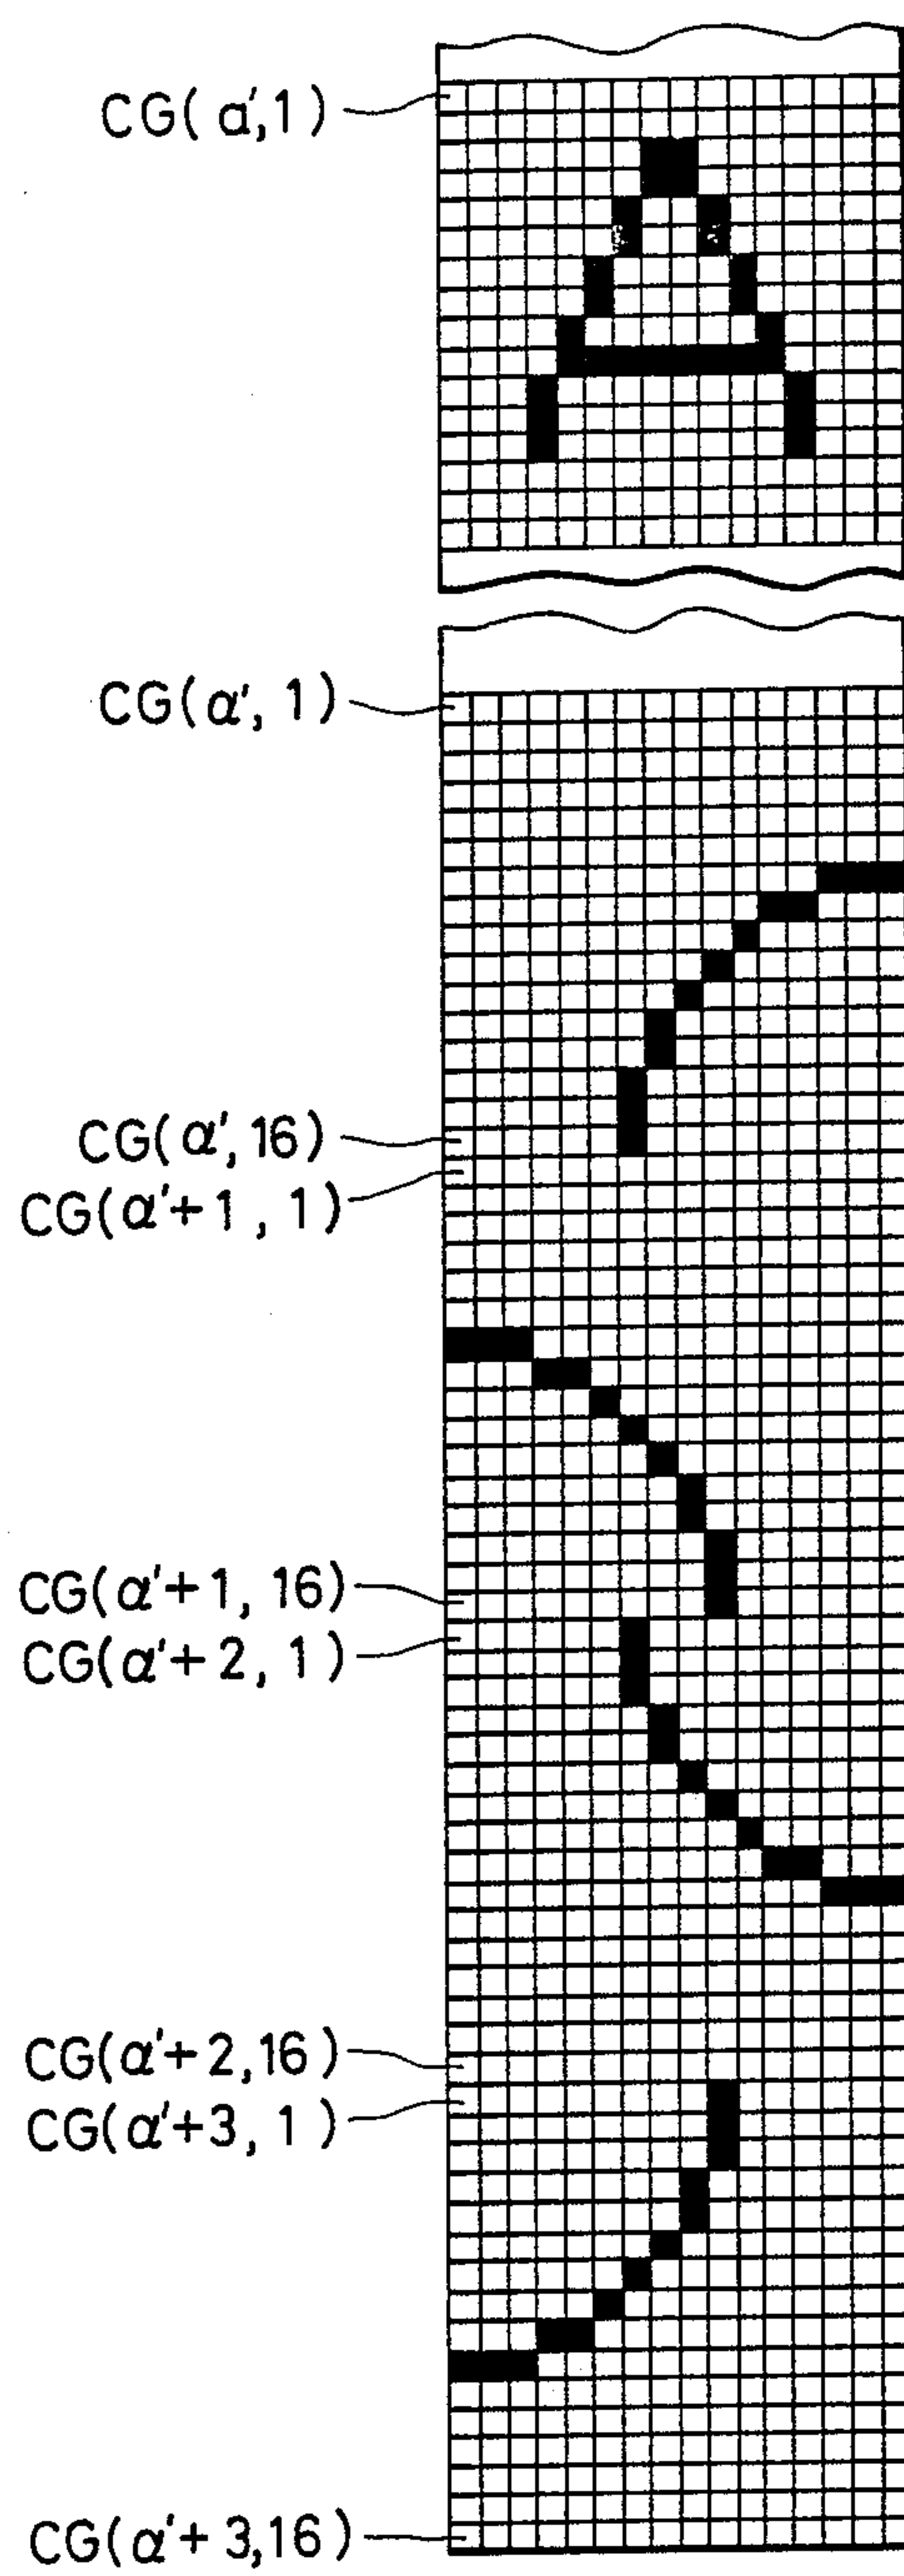 CG(a',1)
CG(α', 1)
CG(α',16)
CG(α'+1, 1)
CG(α'+1, 16)
CG(α'+2, 1)
CG(α'+2,16)
CG(α'+3, 1)
CG(α'+3,16)